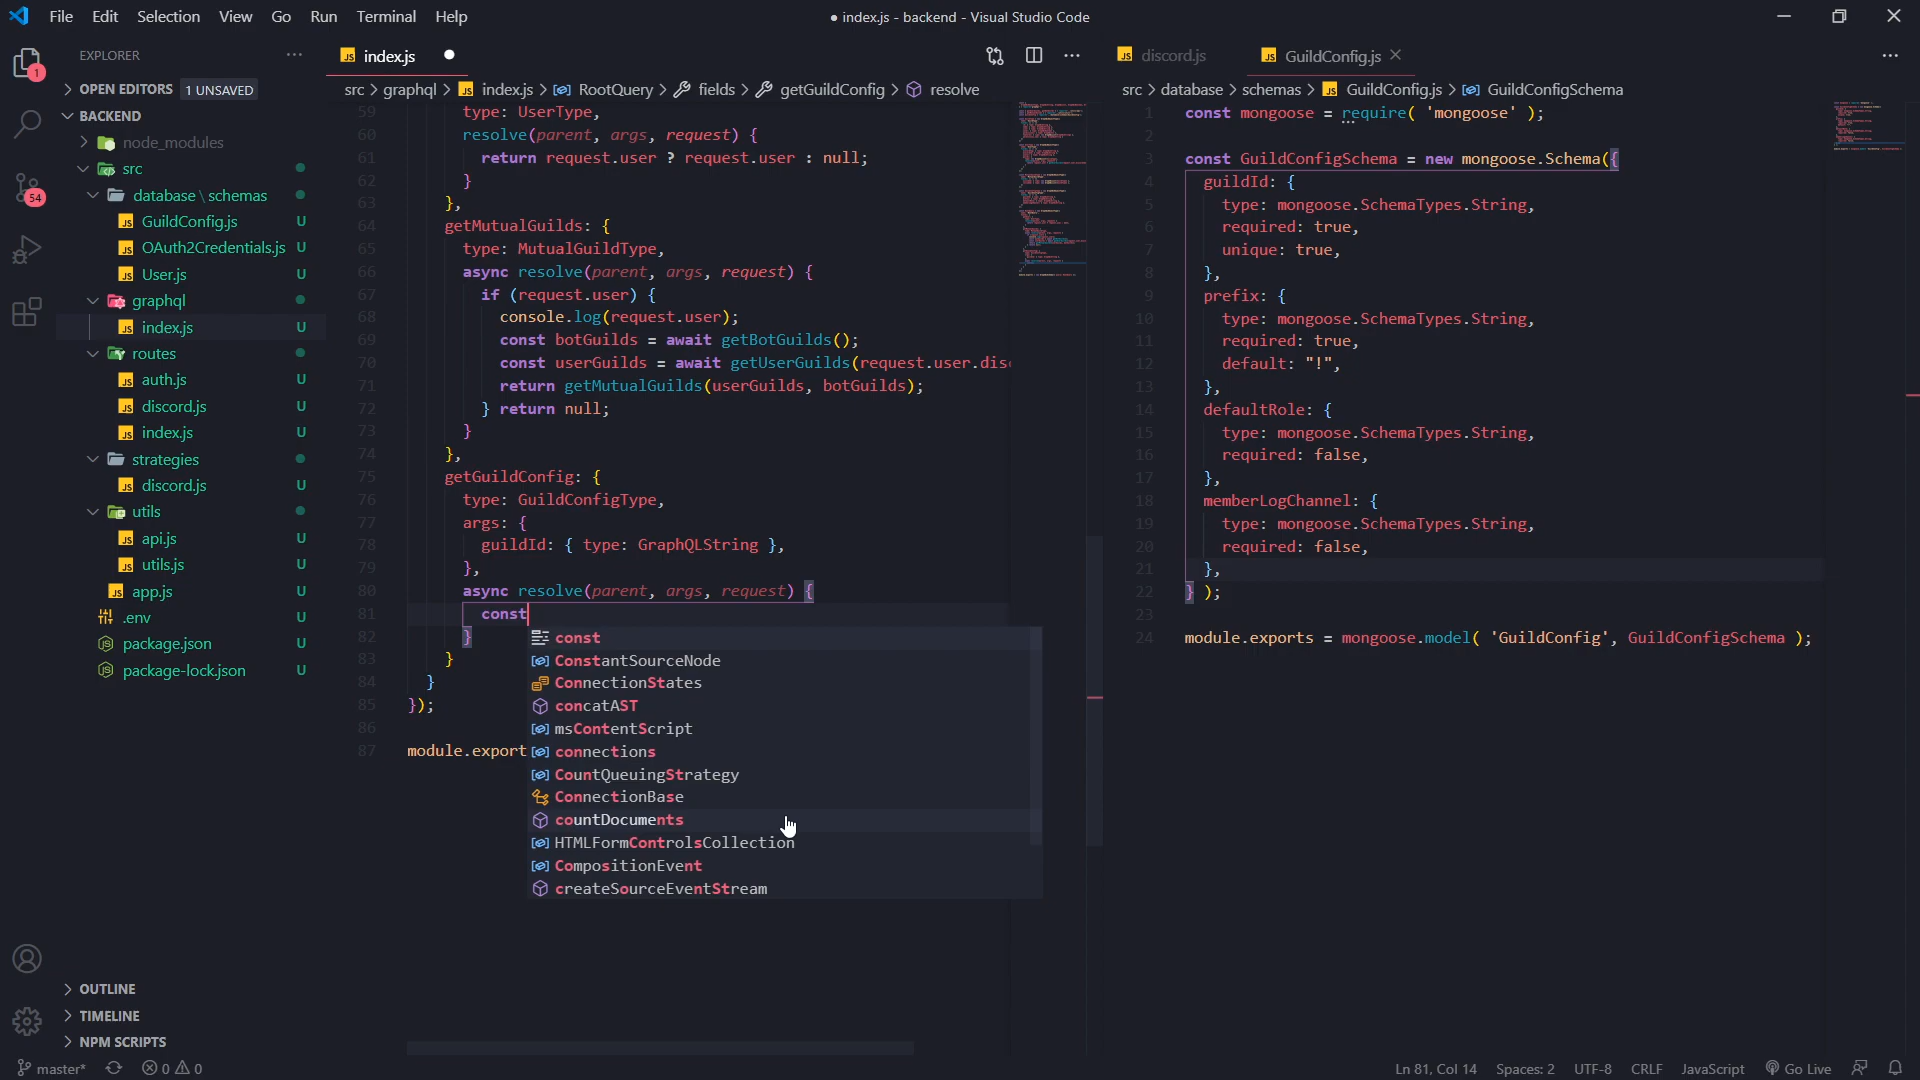 File Edit Selection View Go Run Terminal Help
● index.js - backend - Visual Studio Code
EXPLORER
OPEN EDITORS 1 UNSAVED
BACKEND
node_modules
src
database \ schemas
GuildConfig.js U
OAuth2Credentials.js U
User.js U
graphql
index.js U
routes
auth.js U
discord.js U
index.js U
strategies
discord.js U
utils
api.js U
utils.js U
app.js U
.env U
package.json U
package-lock.json U
OUTLINE
TIMELINE
NPM SCRIPTS
1
54
index.js
src > graphql > index.js > RootQuery > fields > getGuildConfig > resolve
59 type: UserType,
60 resolve(parent, args, request) {
61 return request.user ? request.user : null;
62 }
63 },
64 getMutualGuilds: {
65 type: MutualGuildType,
66 async resolve(parent, args, request) {
67 if (request.user) {
68 console.log(request.user);
69 const botGuilds = await getBotGuilds();
70 const userGuilds = await getUserGuilds(request.user.dis
71 return getMutualGuilds(userGuilds, botGuilds);
72 } return null;
73 }
74 },
75 getGuildConfig: {
76 type: GuildConfigType,
77 args: {
78 guildId: { type: GraphQLString },
79 },
80 async resolve(parent, args, request) {
81 const
82 }
83 }
84 }
85 });
86
87 module.export
const
ConstantSourceNode
ConnectionStates
concatAST
msContentScript
connections
CountQueuingStrategy
ConnectionBase
countDocuments
HTMLFormControlsCollection
CompositionEvent
createSourceEventStream
discord.js GuildConfig.js
src > database > schemas > GuildConfig.js > GuildConfigSchema
1 const mongoose = require( 'mongoose' );
2
3 const GuildConfigSchema = new mongoose.Schema({
4 guildId: {
5 type: mongoose.SchemaTypes.String,
6 required: true,
7 unique: true,
8 },
9 prefix: {
10 type: mongoose.SchemaTypes.String,
11 required: true,
12 default: "!",
13 },
14 defaultRole: {
15 type: mongoose.SchemaTypes.String,
16 required: false,
17 },
18 memberLogChannel: {
19 type: mongoose.SchemaTypes.String,
20 required: false,
21 },
22 } );
23
24 module.exports = mongoose.model( 'GuildConfig', GuildConfigSchema );
master* 0 0
Ln 81, Col 14 Spaces: 2 UTF-8 CRLF JavaScript Go Live